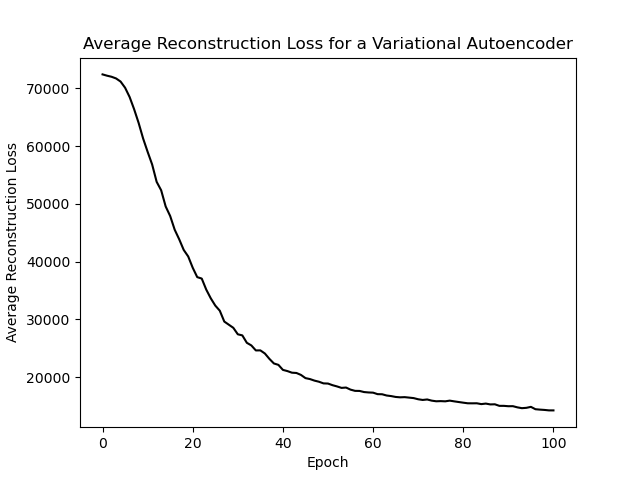 Average Reconstruction Loss for a Variational Autoencoder
70000
60000
50000
40000
30000
20000
Average Reconstruction Loss
0 20 40 60 80 100
Epoch